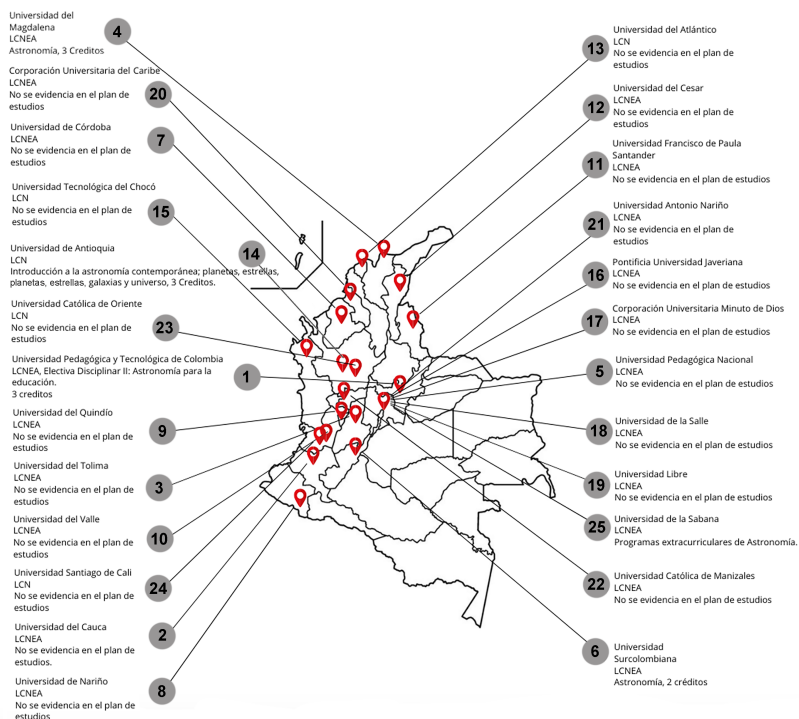 Universidad del
Magdalena
LCNEA
Astronomía, 3 Creditos
4
Corporación Universitaria del Caribe
LCNEA
No se evidencia en el plan de
estudios
20
Universidad de Córdoba
LCNEA
No se evidencia en el plan de
estudios
7
Universidad Tecnológica del Chocó
LCN
No se evidencia en el plan de
estudios
15
Universidad de Antioquia
LCN
Introducción a la astronomía contemporánea; planetas, estrellas,
planetas, estrellas, galaxias y universo, 3 Creditos.
14
Universidad Católica de Oriente
LCN
No se evidencia en el plan de
estudios
23
Universidad Pedagógica y Tecnológica de Colombia
LCNEA, Electiva Disciplinar II: Astronomía para la
educación.
3 creditos
1
Universidad del Quindío
LCNEA
No se evidencia en el plan de
estudios
9
Universidad del Tolima
LCNEA
No se evidencia en el plan de
estudios
3
Universidad del Valle
LCNEA
No se evidencia en el plan de
estudios
10
Universidad Santiago de Cali
LCN
No se evidencia en el plan de
estudios
24
Universidad del Cauca
LCNEA
No se evidencia en el plan de
estudios.
2
Universidad de Nariño
LCNEA
No se evidencia en el plan de
estudios
8
13
Universidad del Atlántico
LCN
No se evidencia en el plan de
estudios
12
Universidad del Cesar
LCNEA
No se evidencia en el plan de
estudios
11
Universidad Francisco de Paula
Santander
LCNEA
No se evidencia en el plan de estudios
21
Universidad Antonio Nariño
LCNEA
No se evidencia en el plan de
estudios
16
Pontificia Universidad Javeriana
LCNEA
No se evidencia en el plan de estudios
17
Corporación Universitaria Minuto de Dios
LCNEA
No se evidencia en el plan de estudios
5
Universidad Pedagógica Nacional
LCNEA
No se evidencia en el plan de estudios
18
Universidad de la Salle
LCNEA
No se evidencia en el plan de estudios
19
Universidad Libre
LCNEA
No se evidencia en el plan de estudios
25
Universidad de la Sabana
LCNEA
Programas extracurriculares de Astronomía.
22
Universidad Católica de Manizales
LCNEA
No se evidencia en el plan de estudios
6
Universidad
Surcolombiana
LCNEA
Astronomía, 2 créditos